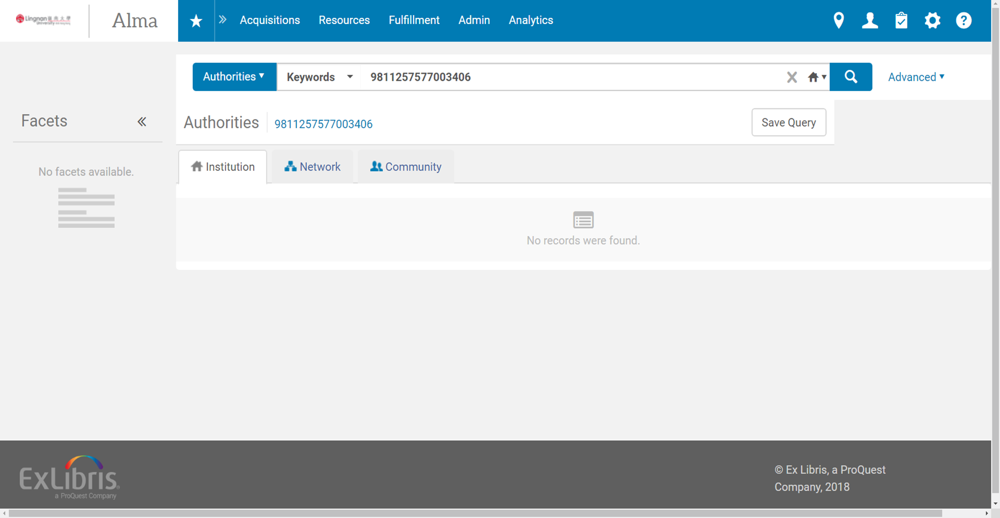 Lingnan 嶺南大學
University
Alma
Acquisitions Resources Fulfillment Admin Analytics
Authorities Keywords 9811257577003406 Advanced
Facets
Authorities 9811257577003406 Save Query
Institution Network Community
No facets available.
No records were found.
ExLibris
a ProQuest Company
© Ex Libris, a ProQuest
Company, 2018